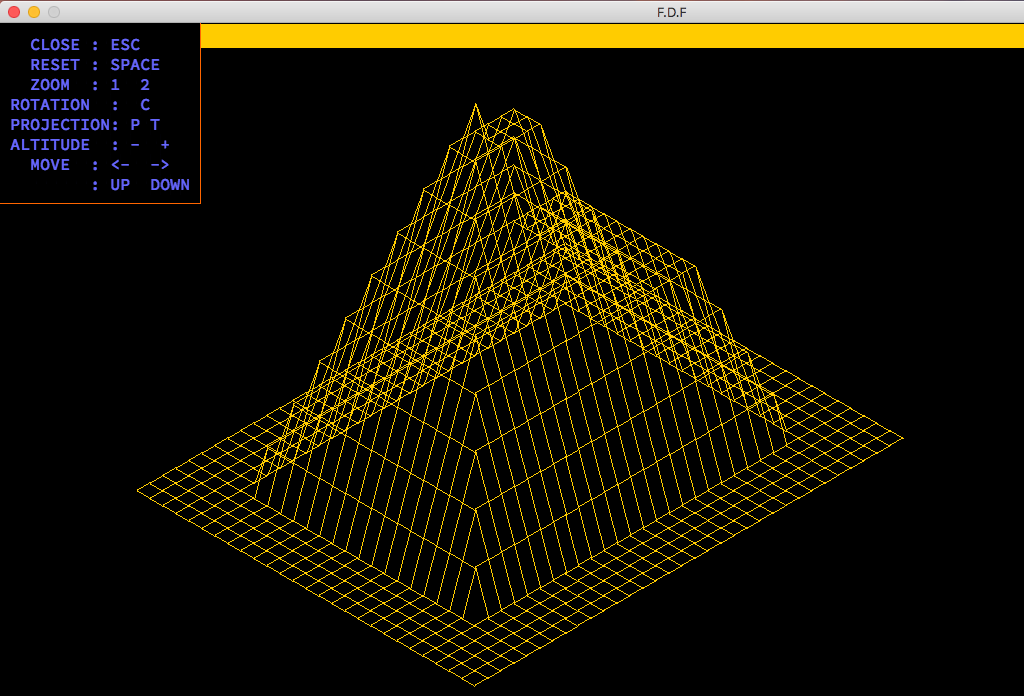 F.D.F
CLOSE : ESC
RESET : SPACE
ZOOM  : 1  2
ROTATION  :  C
PROJECTION: P T
ALTITUDE  : -  +
MOVE  : <-  ->
: UP  DOWN